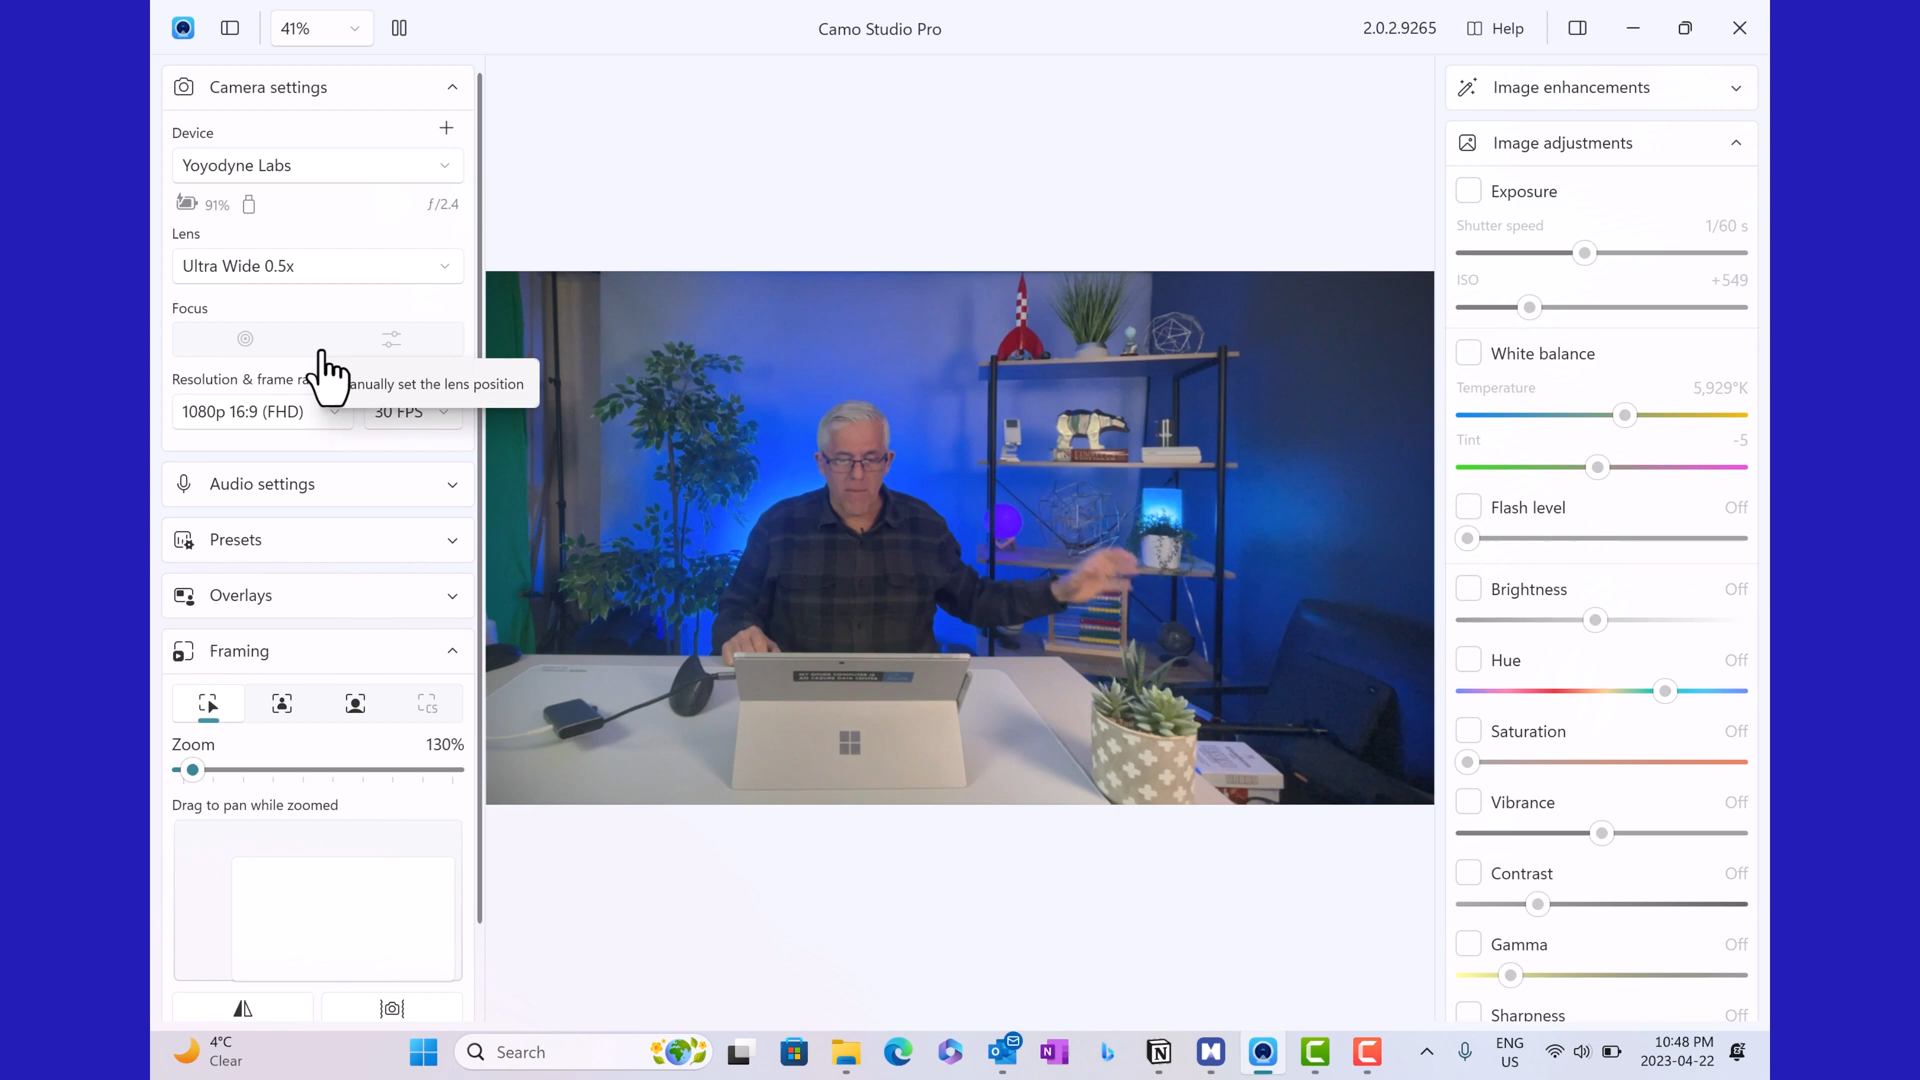 41%
Camo Studio Pro
2.0.2.9265
Help
Camera settings
Device
Yoyodyne Labs
91%
ƒ/2.4
Lens
Ultra Wide 0.5x
Focus
anually set the lens position
Resolution & frame ra
1080p 16:9 (FHD)
30 FPS
Audio settings
Presets
Overlays
Framing
CS
Zoom
130%
Drag to pan while zoomed
Image enhancements
Image adjustments
Exposure
Shutter speed
1/60 s
ISO
+549
White balance
Temperature
5,929°K
Tint
-5
Flash level
Off
Brightness
Off
Hue
Off
Saturation
Off
Vibrance
Off
Contrast
Off
Gamma
Off
Sharpness
Off
4°C
Clear
Search
ENG
US
10:48 PM
2023-04-22